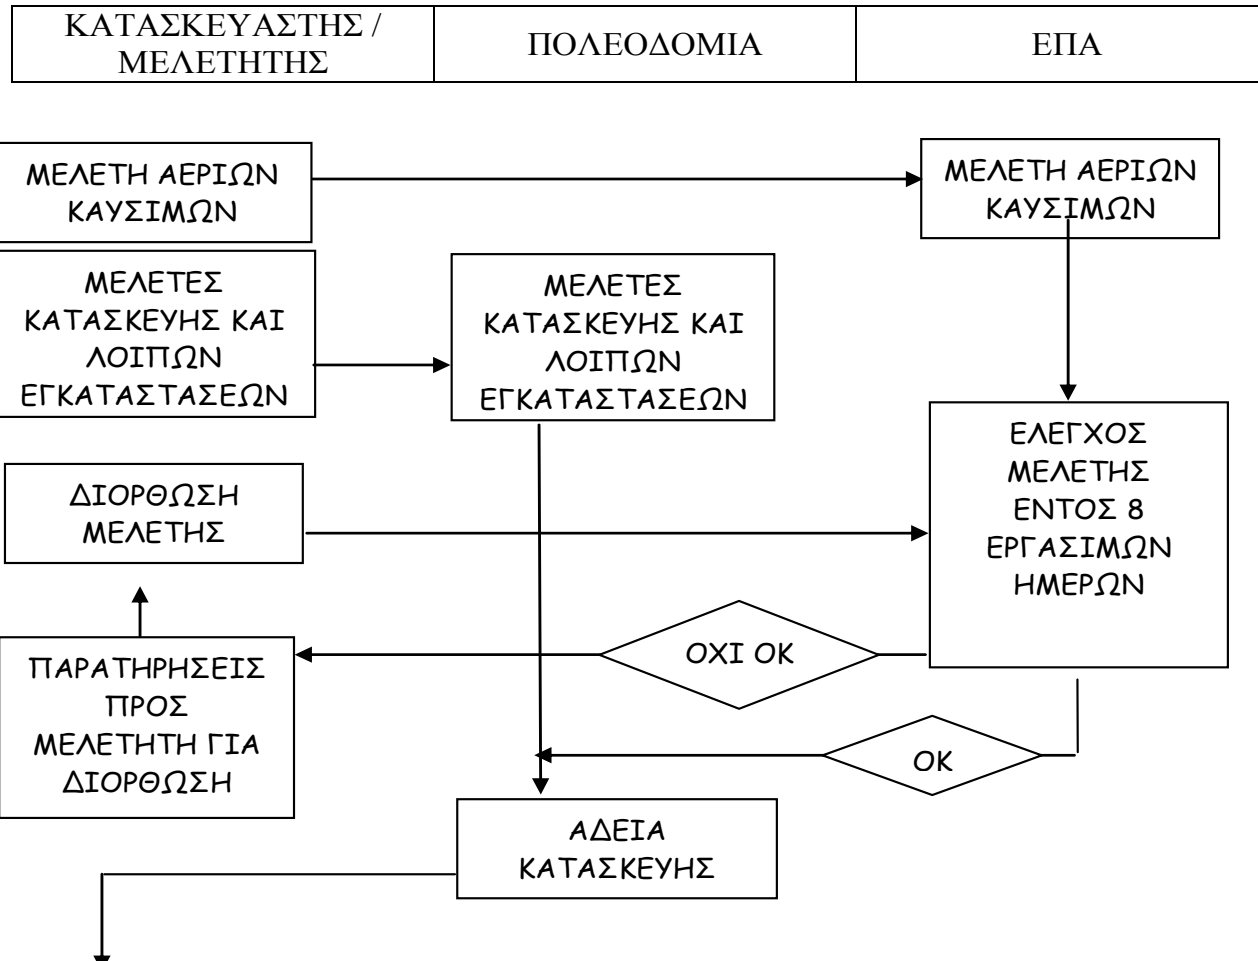 ΚΑΤΑΣΚΕΥΑΣΤΗΣ /
ΜΕΛΕΤΗΤΗΣ
ΠΟΛΕΟΔΟΜΙΑ
ΕΠΑ
ΜΕΛΕΤΗ ΑΕΡΙΩΝ
ΚΑΥΣΙΜΩΝ
ΜΕΛΕΤΗ ΑΕΡΙΩΝ
ΚΑΥΣΙΜΩΝ
ΜΕΛΕΤΕΣ
ΚΑΤΑΣΚΕΥΗΣ ΚΑΙ
ΛΟΙΠΩΝ
ΕΓΚΑΤΑΣΤΑΣΕΩΝ
ΜΕΛΕΤΕΣ
ΚΑΤΑΣΚΕΥΗΣ ΚΑΙ
ΛΟΙΠΩΝ
ΕΓΚΑΤΑΣΤΑΣΕΩΝ
ΕΛΕΓΧΟΣ
ΜΕΛΕΤΗΣ
ΕΝΤΟΣ 8
ΕΡΓΑΣΙΜΩΝ
ΗΜΕΡΩΝ
ΔΙΟΡΘΩΣΗ
ΜΕΛΕΤΗΣ
ΟΧΙ ΟΚ
ΠΑΡΑΤΗΡΗΣΕΙΣ
ΠΡΟΣ
ΜΕΛΕΤΗΤΗ ΓΙΑ
ΔΙΟΡΘΩΣΗ
ΟΚ
ΑΔΕΙΑ
ΚΑΤΑΣΚΕΥΗΣ